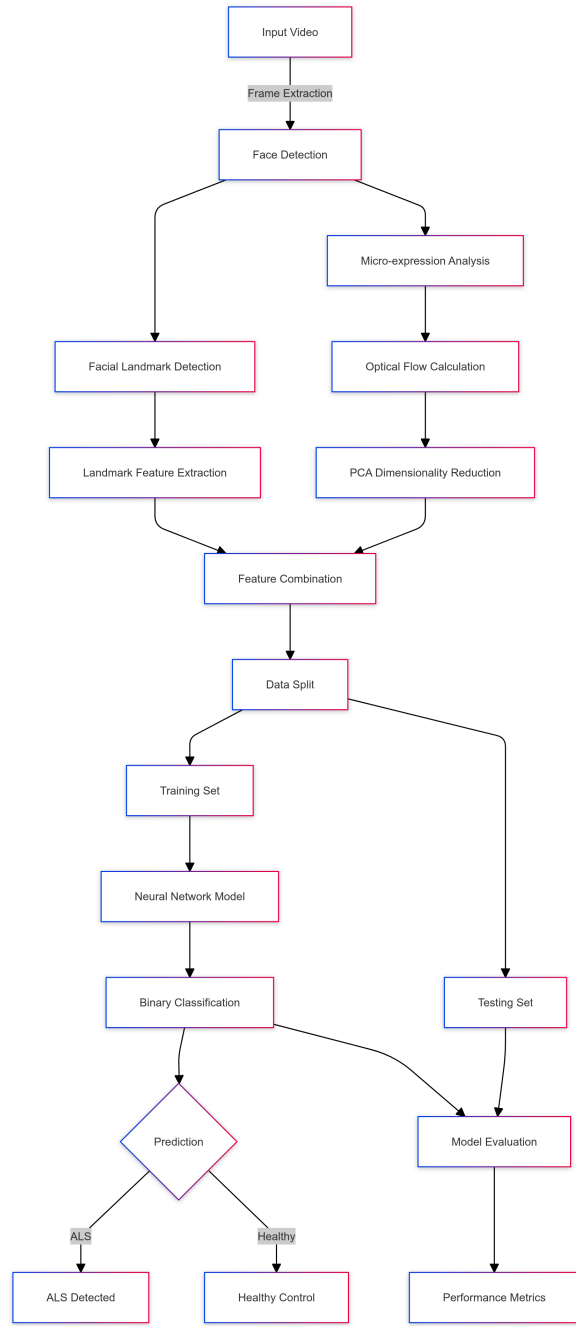 Input Video
Frame Extraction
Face Detection
Micro-expression Analysis
Facial Landmark Detection
Optical Flow Calculation
Landmark Feature Extraction
PCA Dimensionality Reduction
Feature Combination
Data Split
Training Set
Neural Network Model
Binary Classification
Testing Set
Prediction
Model Evaluation
ALS
Healthy
ALS Detected
Healthy Control
Performance Metrics